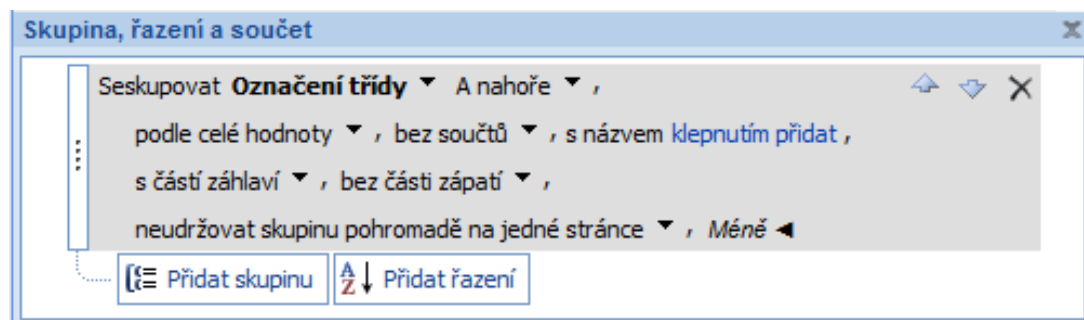 Skupina, řazení a součet
Seskupovat Označení třídy ▼ A nahoře ▼ ,
podle celé hodnoty ▼ , bez součtů ▼ , s názvem klepnutím přidat ,
s částí záhlaví ▼ , bez části zápatí ▼ ,
neudržovat skupinu pohromadě na jedné stránce ▼ , Méně ◄
Přidat skupinu AZ Přidat řazení